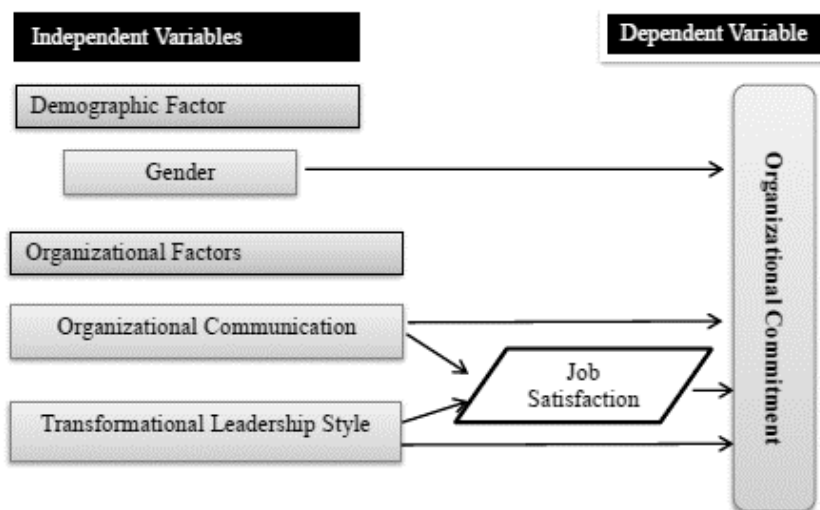 Independent Variables
Dependent Variable
Demographic Factor
Gender
Organizational Factors
Organizational Communication
Job
Satisfaction
Transformational Leadership Style
Organizational Commitment